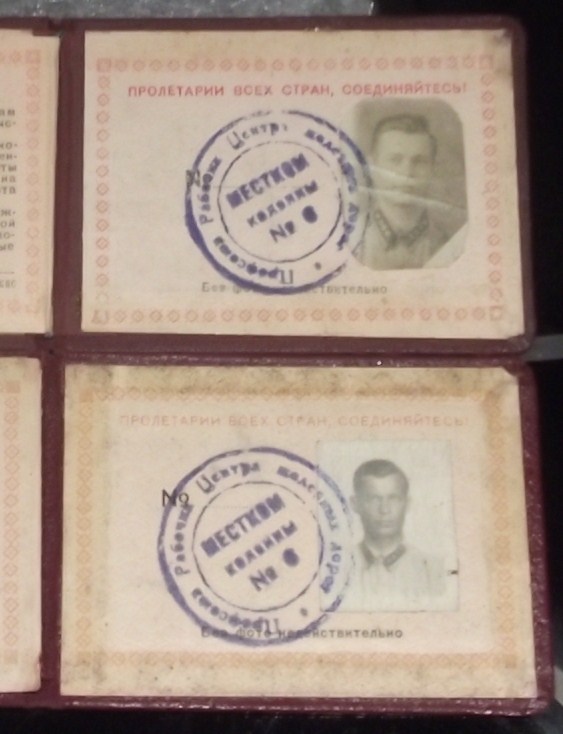 ПРОЛЕТАРИИ ВСЕХ СТРАН, СОЕДИНЯЙТЕСЬ!
№
Профсоюз Рабочих Центра железных дорог
МЕСТКОМ
колонны
№ 6
Без фото недействительно
ПРОЛЕТАРИИ ВСЕХ СТРАН, СОЕДИНЯЙТЕСЬ!
№
Профсоюз Рабочих Центра железных дорог
МЕСТКОМ
колонны
№ 6
Без фото недействительно